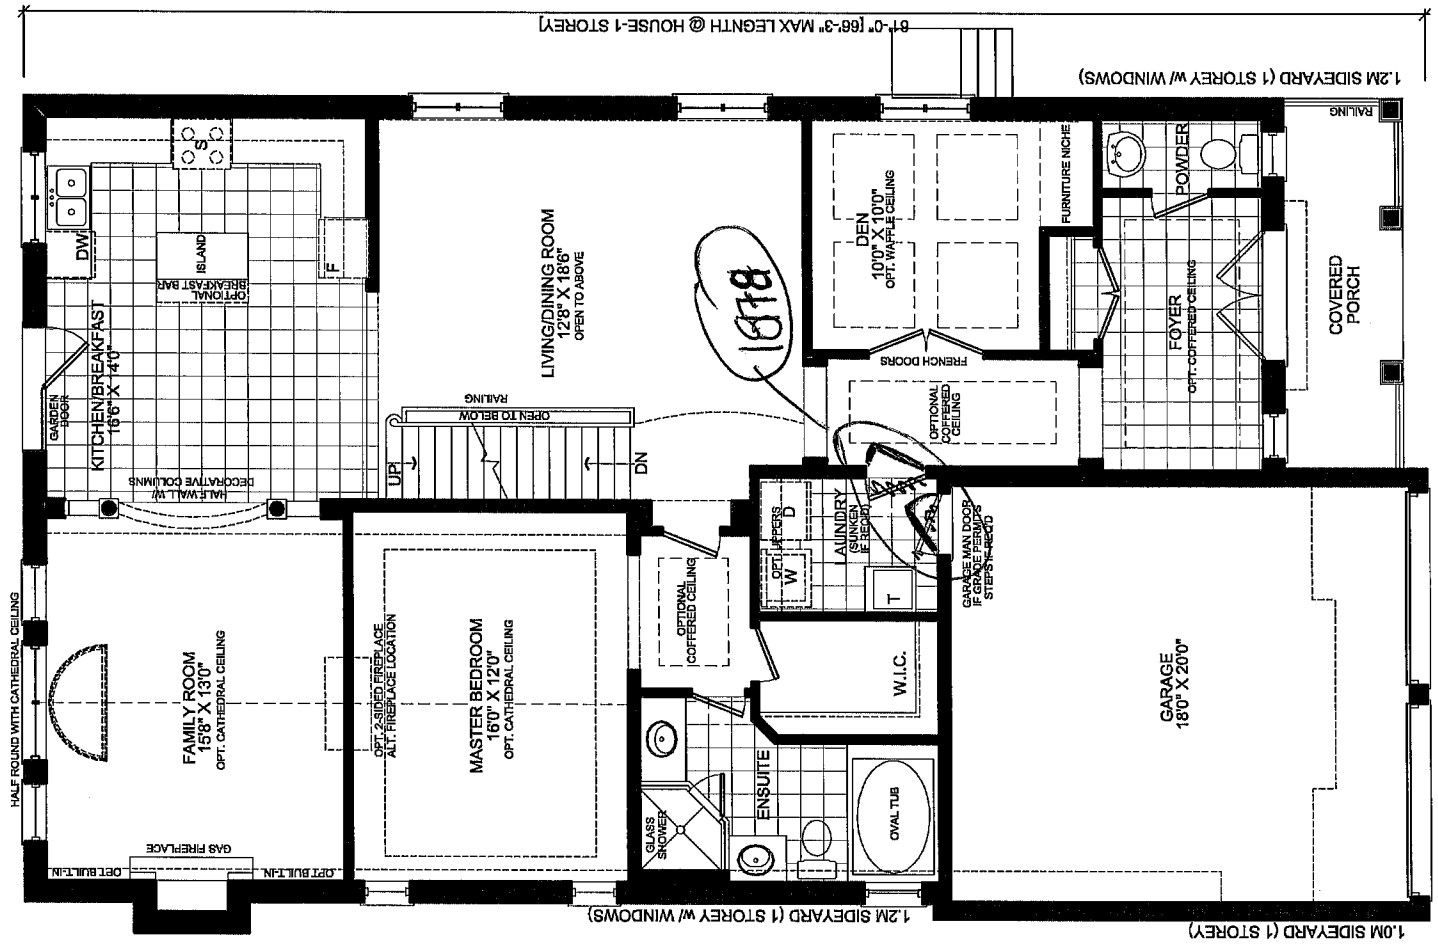 61'-0" [66'-3" MAX LEGNTH @ HOUSE-1 STOREY]
1.2M SIDEYARD (1 STOREY w/ WINDOWS)
RAILING
S
DW
ISLAND
OPTIONAL
BREAKFAST BAR
F
KITCHEN/BREAKFAST
16'6" X 14'0"
GARDEN
DOOR
HALF WALL W/
DECORATIVE COLUMNS
LIVING/DINING ROOM
12'8" X 18'6"
OPEN TO ABOVE
RAILING
OPEN TO BELOW
UP
DN
1878
DEN
10'0" X 10'0"
OPT. WAFFLE CEILING
FURNITURE NICHE
FRENCH DOORS
POWDER
FOYER
OPT. COFFERED CEILING
COVERED
PORCH
OPTIONAL
COFFERED
CEILING
LAUNDRY
(SUNKEN
IF REQ'D)
OPT. UPPERS
D
W
T
GARAGE MAN DOOR
IF GRADE PERMITS
STEPS IF REQ'D
HALF ROUND WITH CATHEDRAL CEILING
FAMILY ROOM
15'8" X 13'0"
OPT. CATHEDRAL CEILING
OPT. 2-SIDED FIREPLACE
ALT. FIREPLACE LOCATION
MASTER BEDROOM
16'0" X 12'0"
OPT. CATHEDRAL CEILING
OPTIONAL
COFFERED CEILING
W.I.C.
GLASS
SHOWER
ENSUITE
OVAL TUB
GARAGE
18'0" X 20'0"
OPT BUILT-IN
GAS FIREPLACE
OPT BUILT-IN
1.2M SIDEYARD (1 STOREY w/ WINDOWS)
1.0M SIDEYARD (1 STOREY)